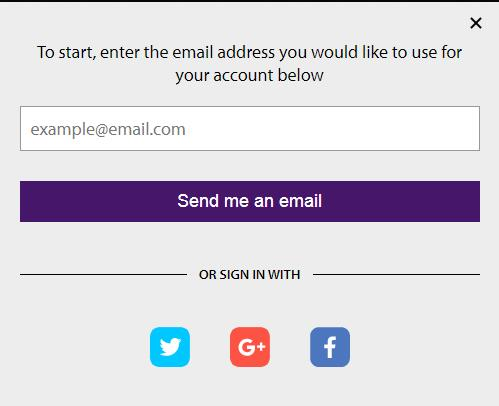 To start, enter the email address you would like to use for
your account below
example@email.com
Send me an email
OR SIGN IN WITH
G+
f